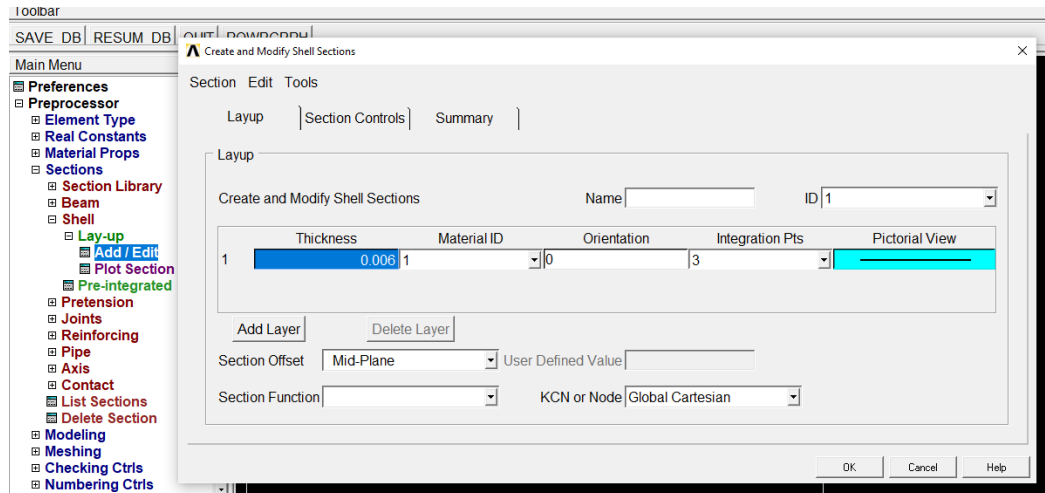 Toolbar
SAVE_DB RESUM_DB QUIT POWRGRPH
Main Menu
Preferences
Preprocessor
Element Type
Real Constants
Material Props
Sections
Section Library
Beam
Shell
Lay-up
Add / Edit
Plot Section
Pre-integrated
Pretension
Joints
Reinforcing
Pipe
Axis
Contact
List Sections
Delete Section
Modeling
Meshing
Checking Ctrls
Numbering Ctrls
Create and Modify Shell Sections
Section Edit Tools
Layup Section Controls Summary
Layup
Create and Modify Shell Sections Name ID 1
Thickness Material ID Orientation Integration Pts Pictorial View
1 0.006 1 0 3
Add Layer Delete Layer
Section Offset Mid-Plane User Defined Value
Section Function KCN or Node Global Cartesian
OK Cancel Help